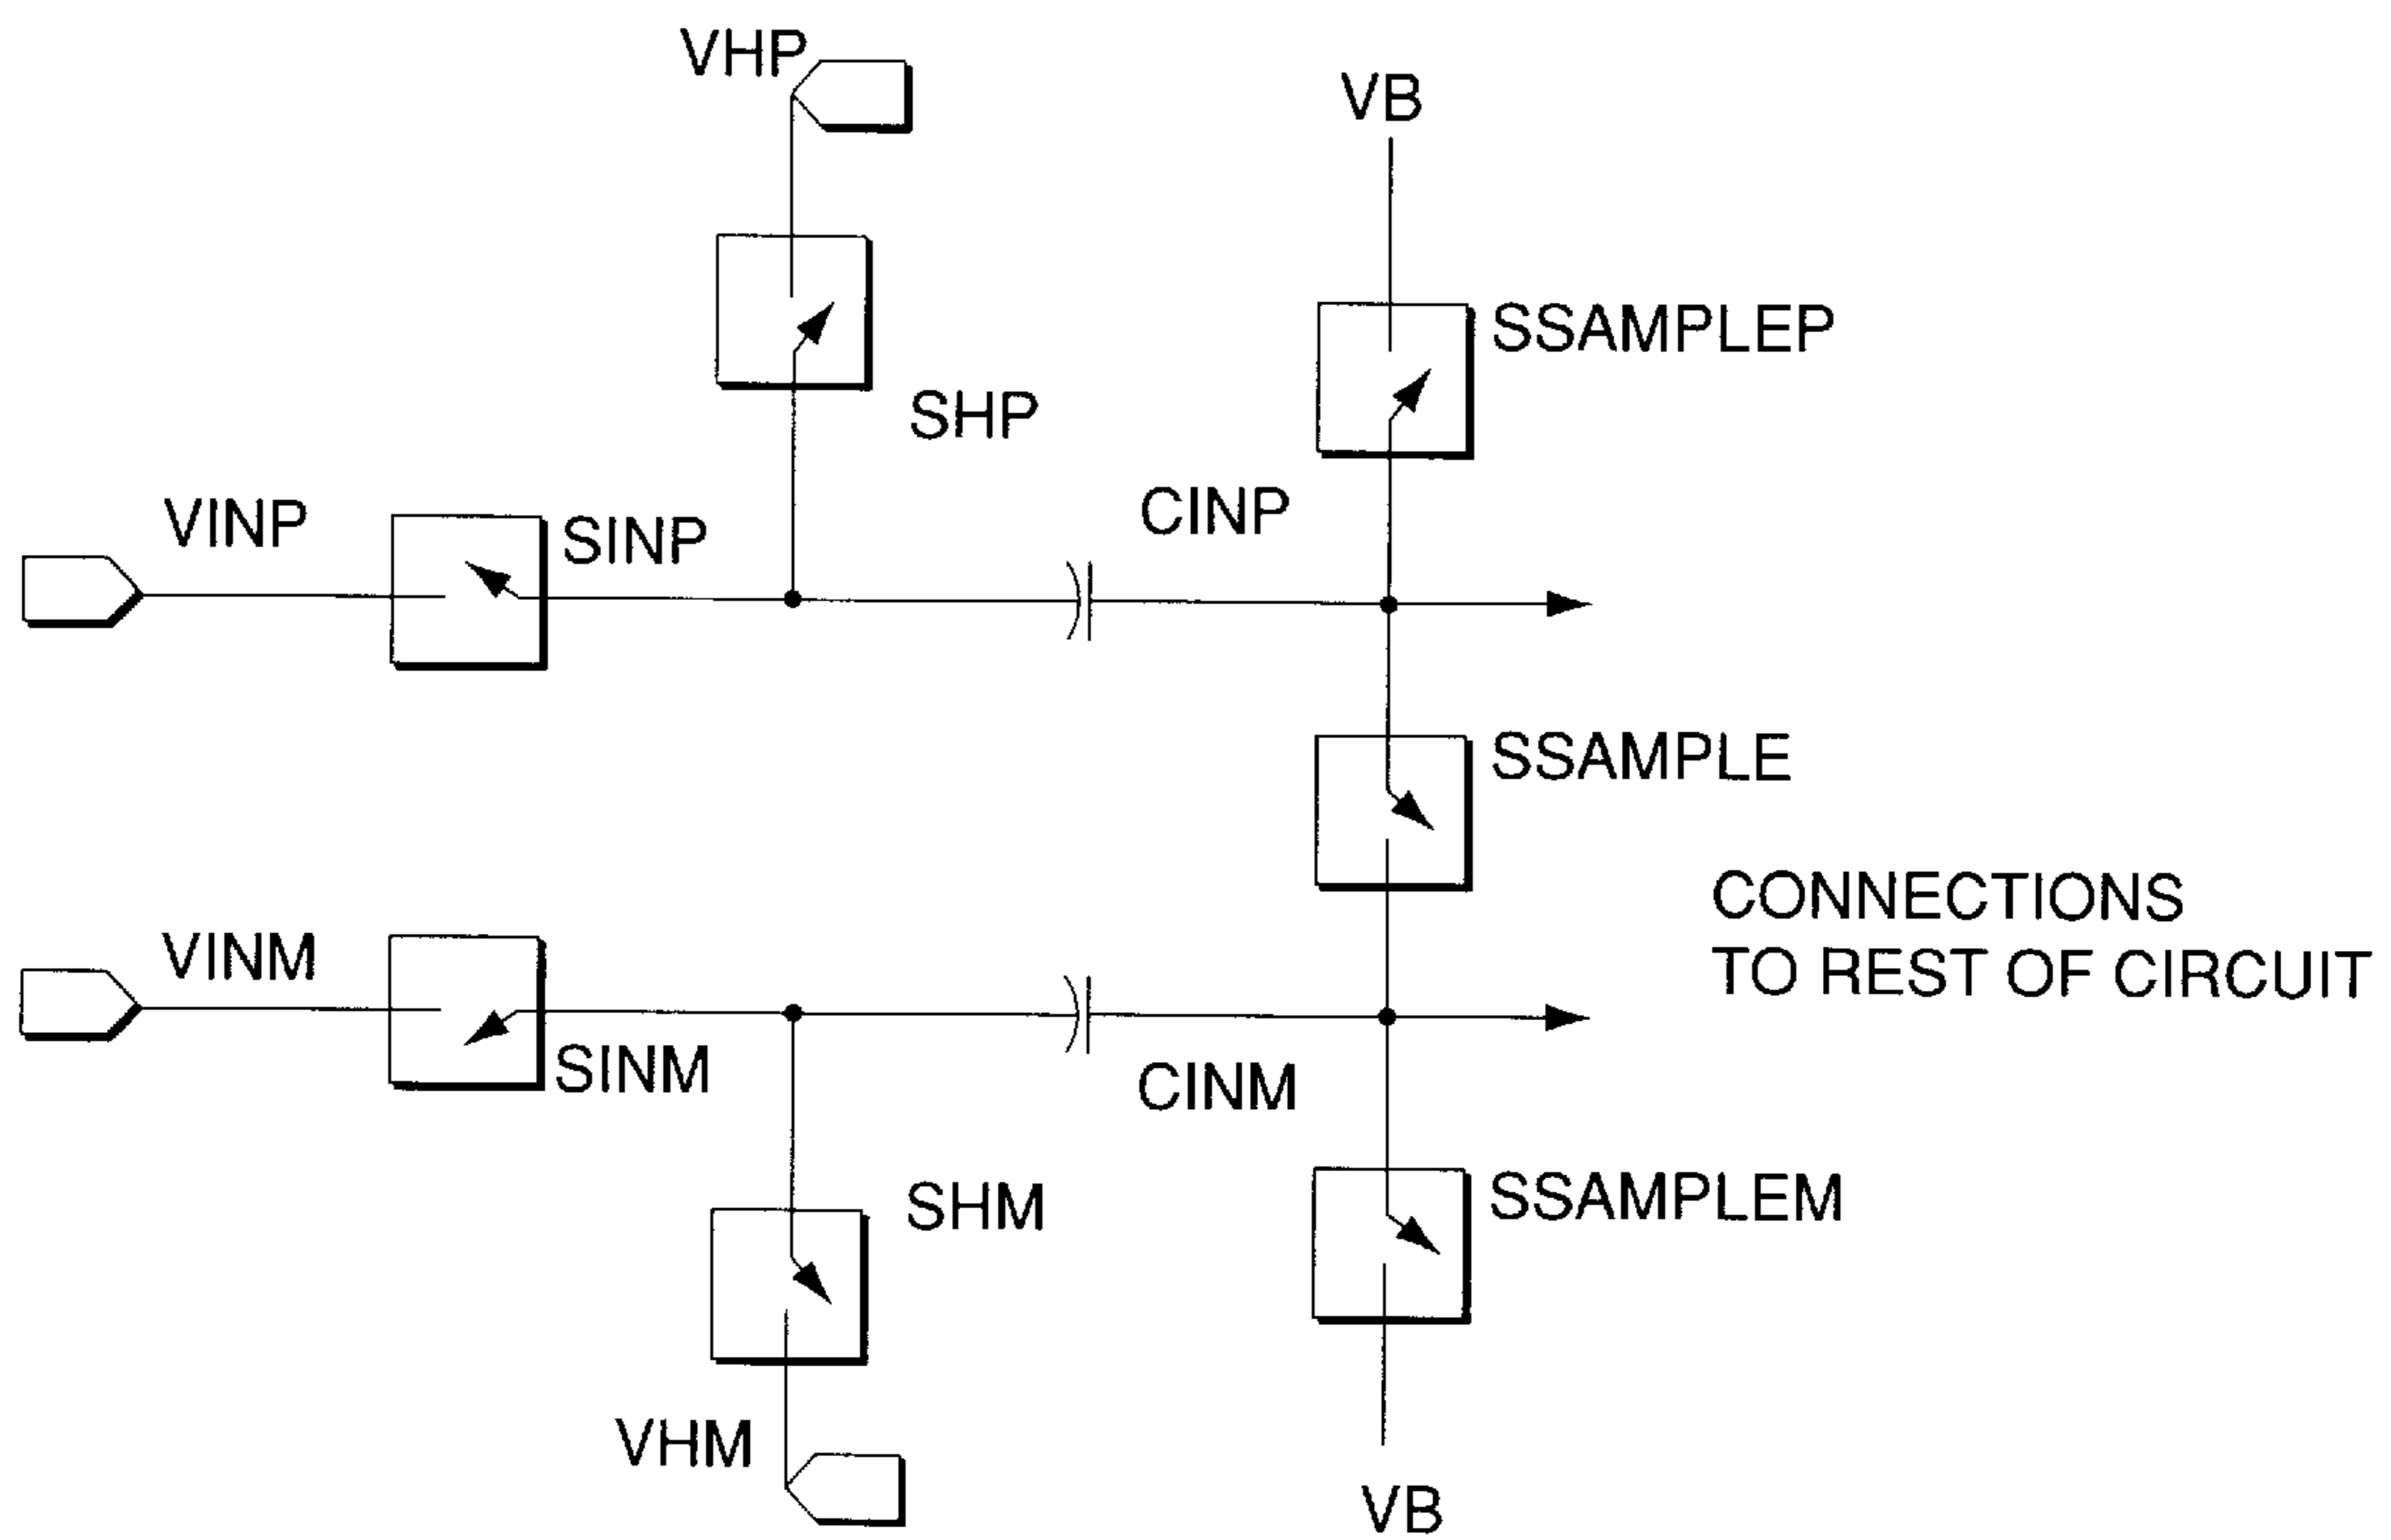 VHP
VB
SSAMPLEP
SHP
CINP
VINP
SINP
SSAMPLE
CONNECTIONS
TO REST OF CIRCUIT
VINM
SINM
CINM
SHM
SSAMPLEM
VHM
VB